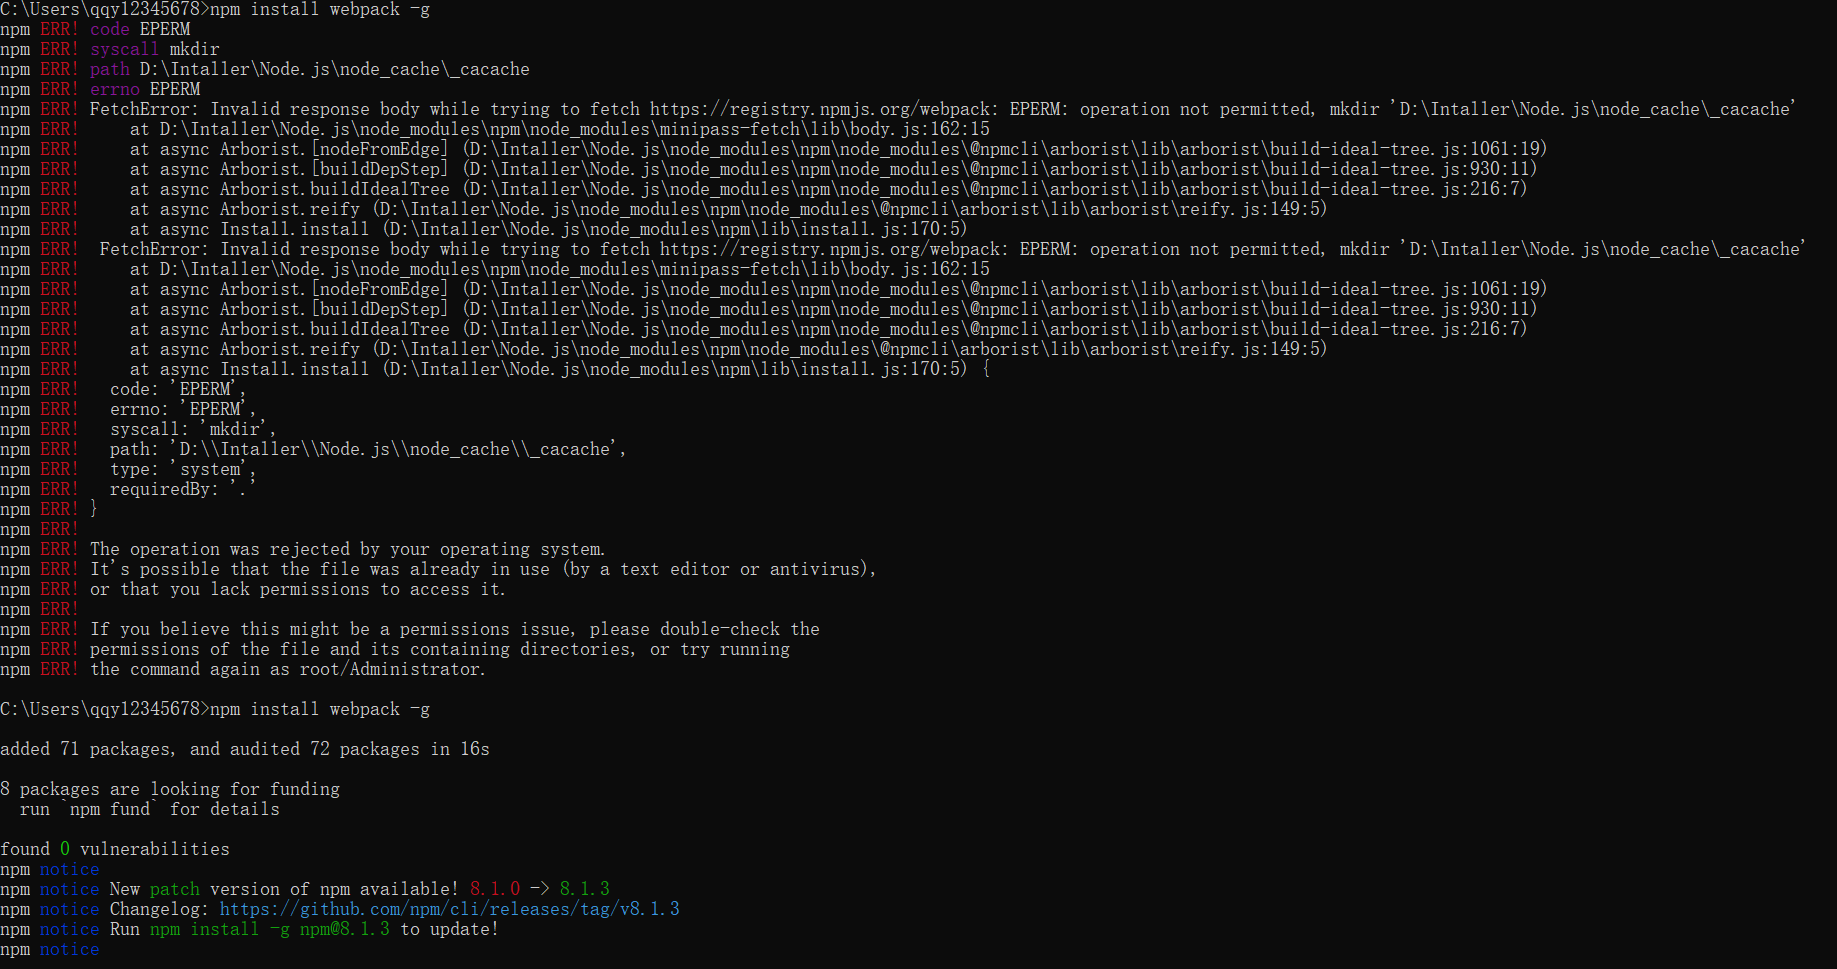 C:\Users\qqy12345678>npm install webpack -g
npm ERR! code EPERM
npm ERR! syscall mkdir
npm ERR! path D:\Intaller\Node.js\node_cache\_cacache
npm ERR! errno EPERM
npm ERR! FetchError: Invalid response body while trying to fetch https://registry.npmjs.org/webpack: EPERM: operation not permitted, mkdir 'D:\Intaller\Node.js\node_cache\_cacache'
npm ERR!     at D:\Intaller\Node.js\node_modules\npm\node_modules\minipass-fetch\lib\body.js:162:15
npm ERR!     at async Arborist.[nodeFromEdge] (D:\Intaller\Node.js\node_modules\npm\node_modules\@npmcli\arborist\lib\arborist\build-ideal-tree.js:1061:19)
npm ERR!     at async Arborist.[buildDepStep] (D:\Intaller\Node.js\node_modules\npm\node_modules\@npmcli\arborist\lib\arborist\build-ideal-tree.js:930:11)
npm ERR!     at async Arborist.buildIdealTree (D:\Intaller\Node.js\node_modules\npm\node_modules\@npmcli\arborist\lib\arborist\build-ideal-tree.js:216:7)
npm ERR!     at async Arborist.reify (D:\Intaller\Node.js\node_modules\npm\node_modules\@npmcli\arborist\lib\arborist\reify.js:149:5)
npm ERR!     at async Install.install (D:\Intaller\Node.js\node_modules\npm\lib\install.js:170:5)
npm ERR!  FetchError: Invalid response body while trying to fetch https://registry.npmjs.org/webpack: EPERM: operation not permitted, mkdir 'D:\Intaller\Node.js\node_cache\_cacache'
npm ERR!     at D:\Intaller\Node.js\node_modules\npm\node_modules\minipass-fetch\lib\body.js:162:15
npm ERR!     at async Arborist.[nodeFromEdge] (D:\Intaller\Node.js\node_modules\npm\node_modules\@npmcli\arborist\lib\arborist\build-ideal-tree.js:1061:19)
npm ERR!     at async Arborist.[buildDepStep] (D:\Intaller\Node.js\node_modules\npm\node_modules\@npmcli\arborist\lib\arborist\build-ideal-tree.js:930:11)
npm ERR!     at async Arborist.buildIdealTree (D:\Intaller\Node.js\node_modules\npm\node_modules\@npmcli\arborist\lib\arborist\build-ideal-tree.js:216:7)
npm ERR!     at async Arborist.reify (D:\Intaller\Node.js\node_modules\npm\node_modules\@npmcli\arborist\lib\arborist\reify.js:149:5)
npm ERR!     at async Install.install (D:\Intaller\Node.js\node_modules\npm\lib\install.js:170:5) {
npm ERR!   code: 'EPERM',
npm ERR!   errno: 'EPERM',
npm ERR!   syscall: 'mkdir',
npm ERR!   path: 'D:\\Intaller\\Node.js\\node_cache\\_cacache',
npm ERR!   type: 'system',
npm ERR!   requiredBy: '.'
npm ERR! }
npm ERR!
npm ERR! The operation was rejected by your operating system.
npm ERR! It's possible that the file was already in use (by a text editor or antivirus),
npm ERR! or that you lack permissions to access it.
npm ERR!
npm ERR! If you believe this might be a permissions issue, please double-check the
npm ERR! permissions of the file and its containing directories, or try running
npm ERR! the command again as root/Administrator.
C:\Users\qqy12345678>npm install webpack -g
added 71 packages, and audited 72 packages in 16s
8 packages are looking for funding
  run `npm fund` for details
found 0 vulnerabilities
npm notice
npm notice New patch version of npm available! 8.1.0 -> 8.1.3
npm notice Changelog: https://github.com/npm/cli/releases/tag/v8.1.3
npm notice Run npm install -g npm@8.1.3 to update!
npm notice